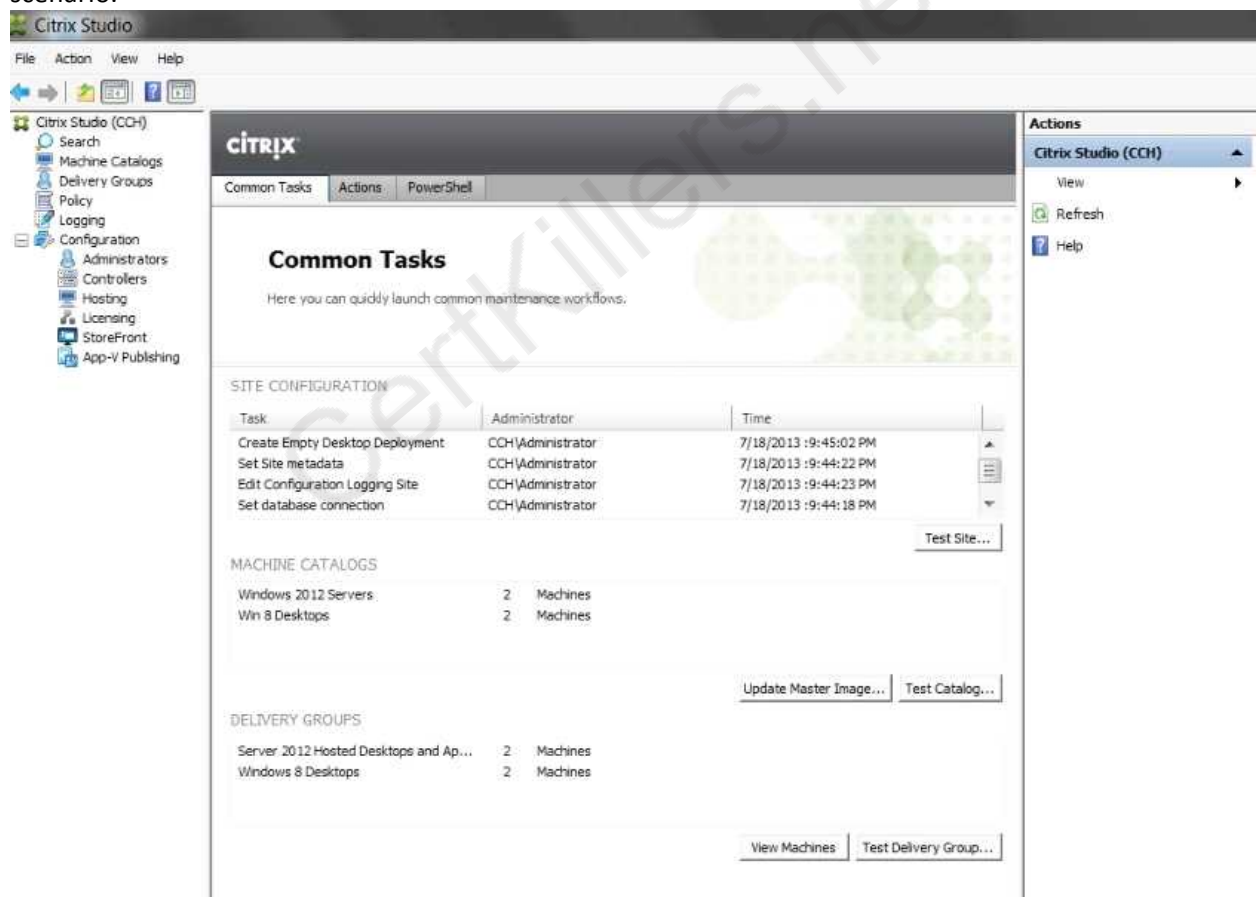 scenario.
Citrix Studio
File Action View Help
Citrix Studio (CCH)
Search
Machine Catalogs
Delivery Groups
Policy
Logging
Configuration
Administrators
Controllers
Hosting
Licensing
StoreFront
App-V Publishing
CITRIX
Common Tasks Actions PowerShell
Common Tasks
Here you can quickly launch common maintenance workflows.
SITE CONFIGURATION
Task Administrator Time
Create Empty Desktop Deployment CCH\Administrator 7/18/2013 :9:45:02 PM
Set Site metadata CCH\Administrator 7/18/2013 :9:44:22 PM
Edit Configuration Logging Site CCH\Administrator 7/18/2013 :9:44:23 PM
Set database connection CCH\Administrator 7/18/2013 :9:44:18 PM
Test Site...
MACHINE CATALOGS
Windows 2012 Servers 2 Machines
Win 8 Desktops 2 Machines
Update Master Image... Test Catalog...
DELIVERY GROUPS
Server 2012 Hosted Desktops and Ap... 2 Machines
Windows 8 Desktops 2 Machines
View Machines Test Delivery Group...
Actions
Citrix Studio (CCH)
View
Refresh
Help